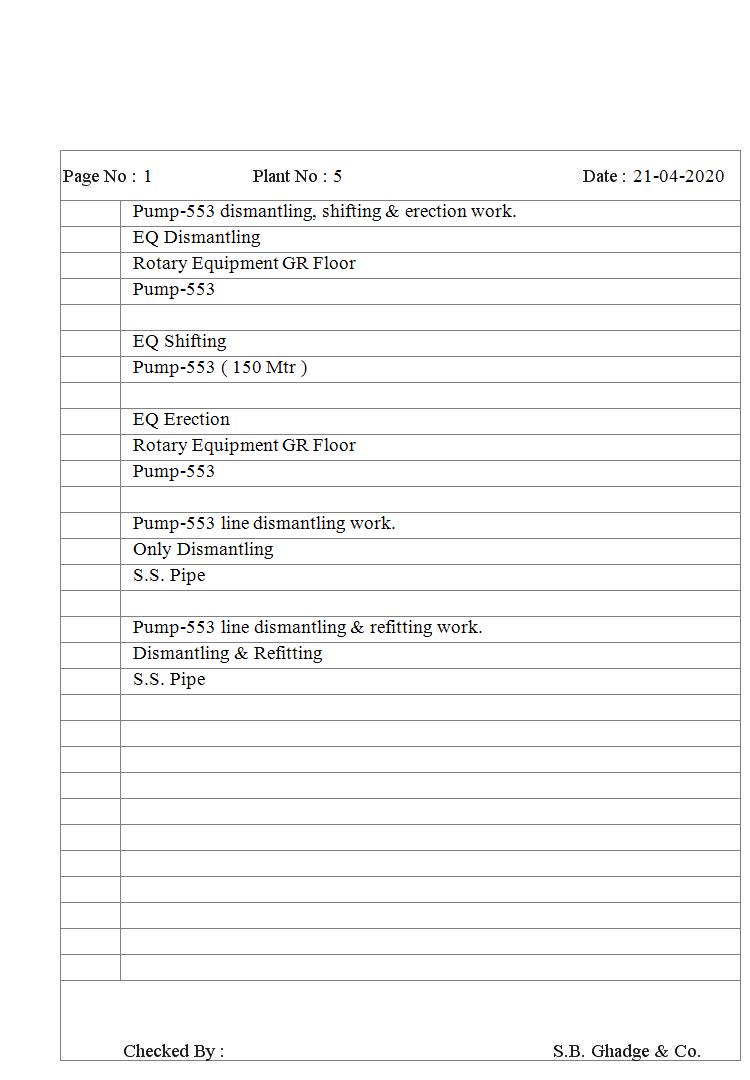 Page No : 1 Plant No : 5 Date : 21-04-2020
Pump-553 dismantling, shifting & erection work.
EQ Dismantling
Rotary Equipment GR Floor
Pump-553
EQ Shifting
Pump-553 ( 150 Mtr )
EQ Erection
Rotary Equipment GR Floor
Pump-553
Pump-553 line dismantling work.
Only Dismantling
S.S. Pipe
Pump-553 line dismantling & refitting work.
Dismantling & Refitting
S.S. Pipe
Checked By : S.B. Ghadge & Co.